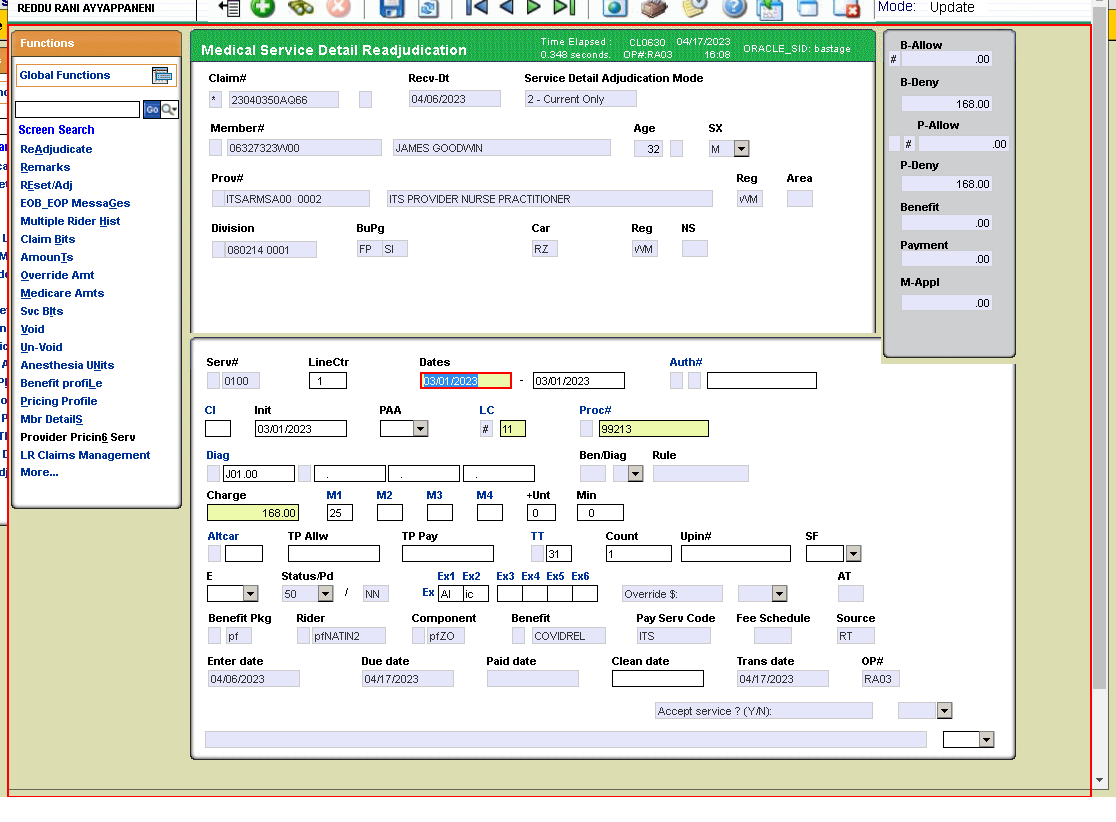 REDDU RANI AYYAPPANENI
Mode: Update
Functions
Global Functions
Go
Screen Search
ReAdjudicate
Remarks
REset/Adj
EOB_EOP MessaGes
Multiple Rider Hist
Claim Bits
AmounTs
Override Amt
Medicare Amts
Svc BIts
Void
Un-Void
Anesthesia UNits
Benefit profiLe
Pricing Profile
Mbr DetailS
Provider Pricin6 Serv
LR Claims Management
More...
Medical Service Detail Readjudication
Time Elapsed : CL0630 04/17/2023
0.348 seconds. OP#:RA03 16:08
ORACLE_SID: bastage
Claim# Recv-Dt Service Detail Adjudication Mode
* 23040350AQ66 04/06/2023 2 - Current Only
Member# Age SX
06327323W00 JAMES GOODWIN 32 M
Prov# Reg Area
ITSARMSA00 0002 ITS PROVIDER NURSE PRACTITIONER WM
Division BuPg Car Reg NS
080214 0001 FP SI RZ WM
B-Allow
# .00
B-Deny
168.00
P-Allow
# .00
P-Deny
168.00
Benefit
.00
Payment
.00
M-Appl
.00
Serv# LineCtr Dates Auth#
0100 1 03/01/2023 - 03/01/2023
CI Init PAA LC Proc#
03/01/2023 # 11 99213
Diag Ben/Diag Rule
J01.00 . . .
Charge M1 M2 M3 M4 +Unt Min
168.00 25 0 0
Altcar TP Allw TP Pay TT Count Upin# SF
31 1
E Status/Pd Ex1 Ex2 Ex3 Ex4 Ex5 Ex6 AT
50 / NN Ex AI ic Override $:
Benefit Pkg Rider Component Benefit Pay Serv Code Fee Schedule Source
pf pfNATIN2 pfZO COVIDREL ITS RT
Enter date Due date Paid date Clean date Trans date OP#
04/06/2023 04/17/2023 04/17/2023 RA03
Accept service ? (Y/N):